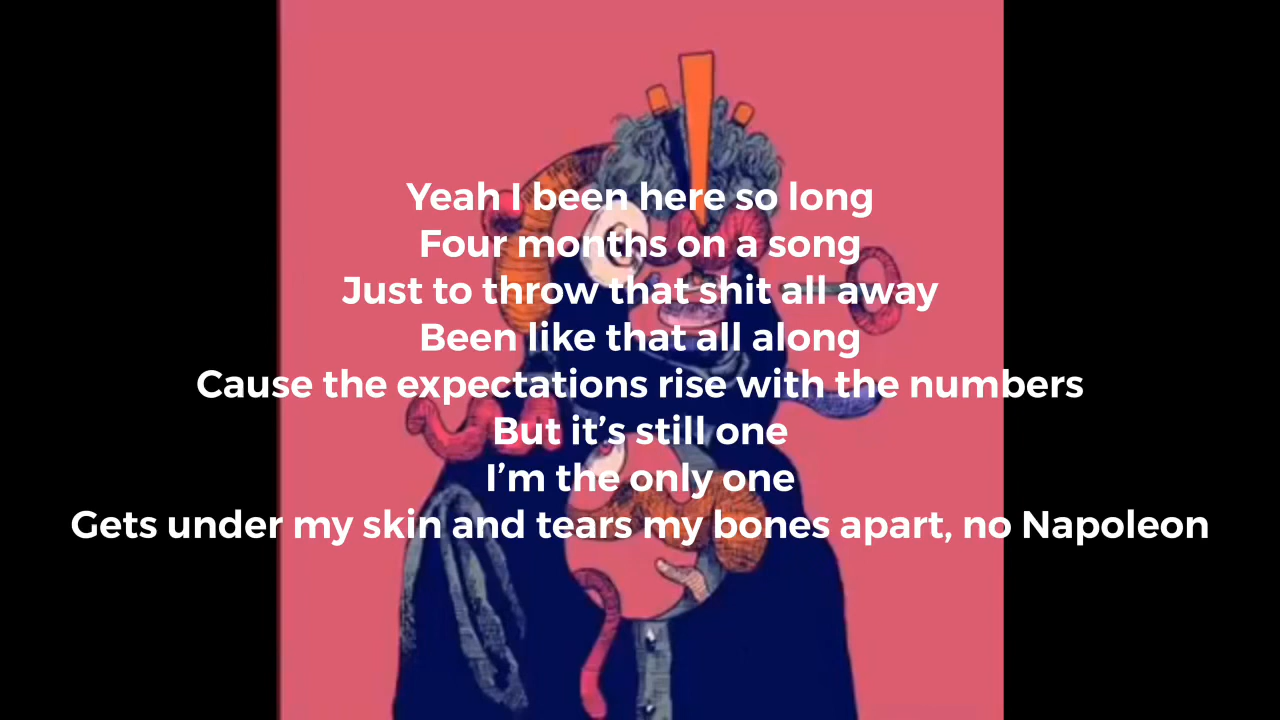 Yeah I been here so long
Four months on a song
Just to throw that shit all away
Been like that all along
Cause the expectations rise with the numbers
But it’s still one
I’m the only one
Gets under my skin and tears my bones apart, no Napoleon